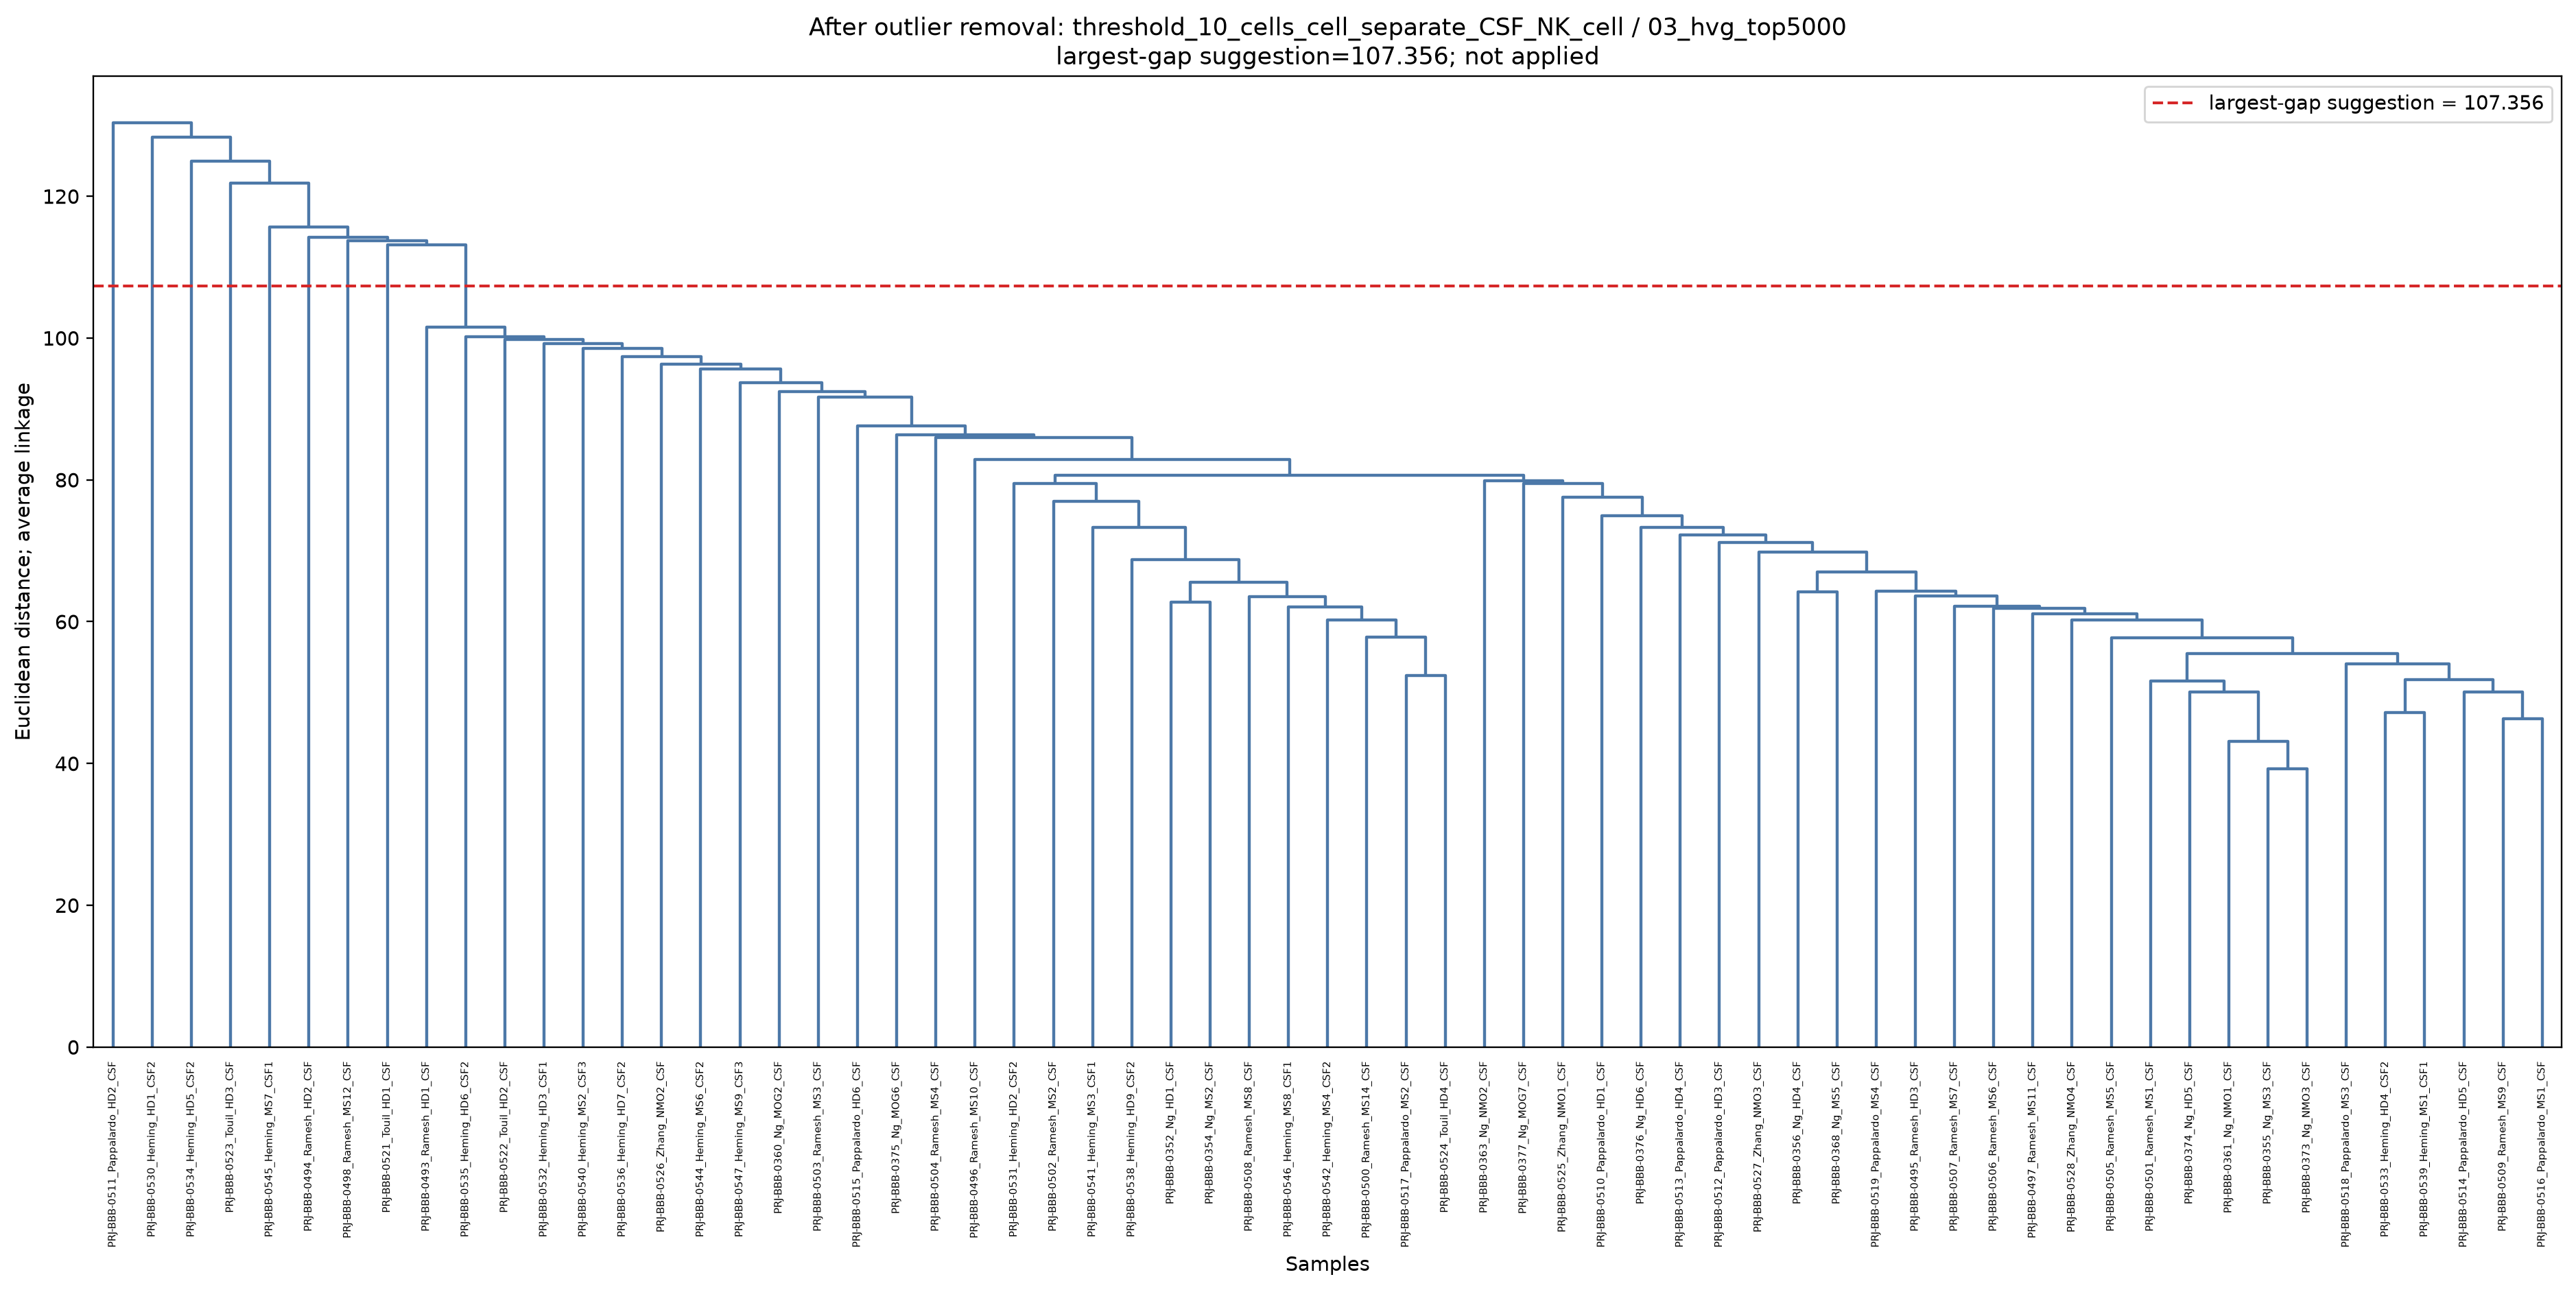 After outlier removal: threshold_10_cells_cell_separate_CSF_NK_cell / 03_hvg_top5000
largest-gap suggestion=107.356; not applied
largest-gap suggestion = 107.356
Euclidean distance; average linkage
120
100
80
60
40
20
0
PRJ-BBB-0511_Pappalardo_HD2_CSF
PRJ-BBB-0530_Heming_HD1_CSF2
PRJ-BBB-0534_Heming_HD5_CSF2
PRJ-BBB-0523_Touil_HD3_CSF
PRJ-BBB-0545_Heming_MS7_CSF1
PRJ-BBB-0494_Ramesh_HD2_CSF
PRJ-BBB-0498_Ramesh_MS12_CSF
PRJ-BBB-0521_Touil_HD1_CSF
PRJ-BBB-0493_Ramesh_HD1_CSF
PRJ-BBB-0535_Heming_HD6_CSF2
PRJ-BBB-0522_Touil_HD2_CSF
PRJ-BBB-0532_Heming_HD3_CSF1
PRJ-BBB-0540_Heming_MS2_CSF3
PRJ-BBB-0536_Heming_HD7_CSF2
PRJ-BBB-0526_Zhang_NMO2_CSF
PRJ-BBB-0544_Heming_MS6_CSF2
PRJ-BBB-0547_Heming_MS9_CSF3
PRJ-BBB-0360_Ng_MOG2_CSF
PRJ-BBB-0503_Ramesh_MS3_CSF
PRJ-BBB-0515_Pappalardo_HD6_CSF
PRJ-BBB-0375_Ng_MOG6_CSF
PRJ-BBB-0504_Ramesh_MS4_CSF
PRJ-BBB-0496_Ramesh_MS10_CSF
PRJ-BBB-0531_Heming_HD2_CSF2
PRJ-BBB-0502_Ramesh_MS2_CSF
PRJ-BBB-0541_Heming_MS3_CSF1
PRJ-BBB-0538_Heming_HD9_CSF2
PRJ-BBB-0352_Ng_HD1_CSF
PRJ-BBB-0354_Ng_MS2_CSF
PRJ-BBB-0508_Ramesh_MS8_CSF
PRJ-BBB-0546_Heming_MS8_CSF1
PRJ-BBB-0542_Heming_MS4_CSF2
PRJ-BBB-0500_Ramesh_MS14_CSF
PRJ-BBB-0517_Pappalardo_MS2_CSF
PRJ-BBB-0524_Touil_HD4_CSF
PRJ-BBB-0363_Ng_NMO2_CSF
PRJ-BBB-0377_Ng_MOG7_CSF
PRJ-BBB-0525_Zhang_NMO1_CSF
PRJ-BBB-0510_Pappalardo_HD1_CSF
PRJ-BBB-0376_Ng_HD6_CSF
PRJ-BBB-0513_Pappalardo_HD4_CSF
PRJ-BBB-0512_Pappalardo_HD3_CSF
PRJ-BBB-0527_Zhang_NMO3_CSF
PRJ-BBB-0356_Ng_HD4_CSF
PRJ-BBB-0368_Ng_MS5_CSF
PRJ-BBB-0519_Pappalardo_MS4_CSF
PRJ-BBB-0495_Ramesh_HD3_CSF
PRJ-BBB-0507_Ramesh_MS7_CSF
PRJ-BBB-0506_Ramesh_MS6_CSF
PRJ-BBB-0497_Ramesh_MS11_CSF
PRJ-BBB-0528_Zhang_NMO4_CSF
PRJ-BBB-0505_Ramesh_MS5_CSF
PRJ-BBB-0501_Ramesh_MS1_CSF
PRJ-BBB-0374_Ng_HD5_CSF
PRJ-BBB-0361_Ng_NMO1_CSF
PRJ-BBB-0355_Ng_MS3_CSF
PRJ-BBB-0373_Ng_NMO3_CSF
PRJ-BBB-0518_Pappalardo_MS3_CSF
PRJ-BBB-0533_Heming_HD4_CSF2
PRJ-BBB-0539_Heming_MS1_CSF1
PRJ-BBB-0514_Pappalardo_HD5_CSF
PRJ-BBB-0509_Ramesh_MS9_CSF
PRJ-BBB-0516_Pappalardo_MS1_CSF
Samples